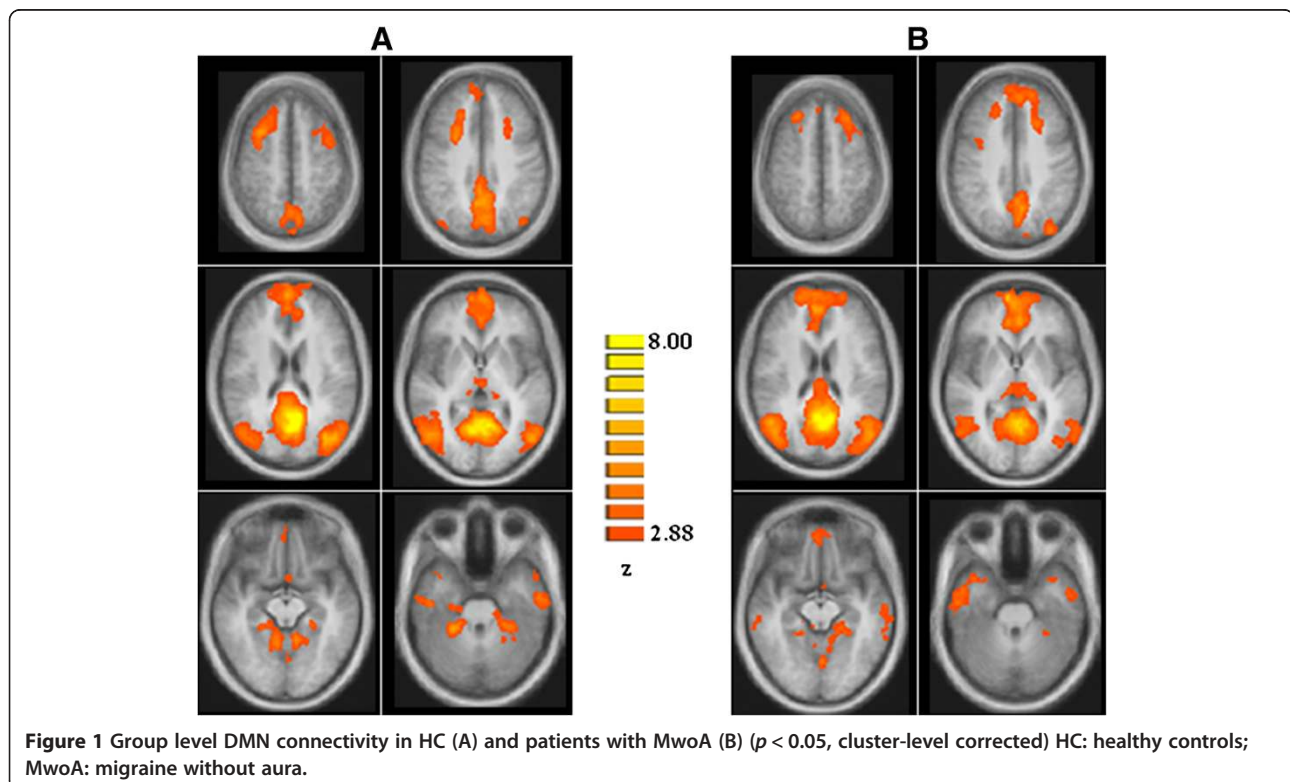 A
B
8.00
2.88
z
Figure 1 Group level DMN connectivity in HC (A) and patients with MwoA (B) (p < 0.05, cluster-level corrected) HC: healthy controls;
MwoA: migraine without aura.